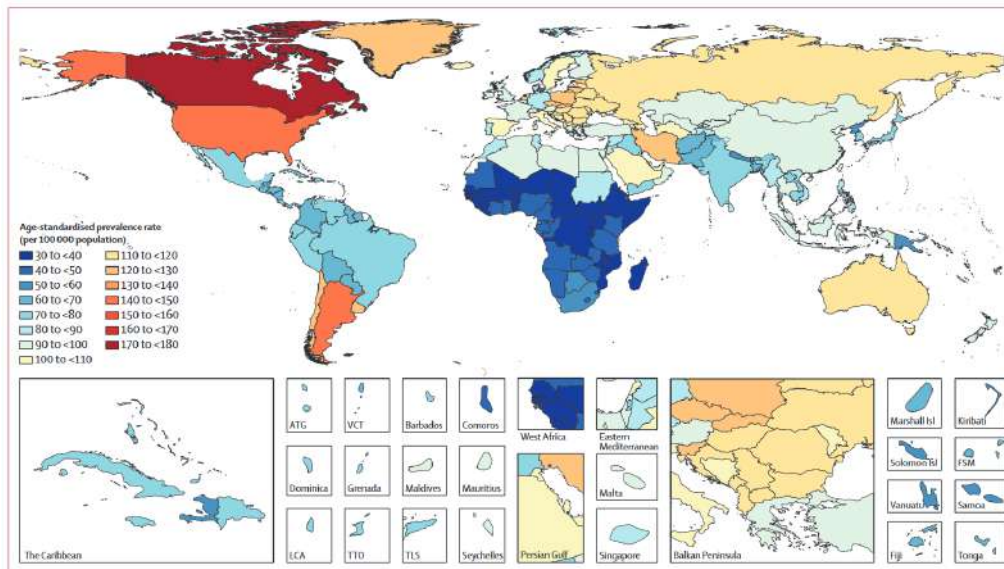 Age-standardised prevalence rate
(per 100 000 population)
30 to <40
40 to <50
50 to <60
60 to <70
70 to <80
80 to <90
90 to <100
100 to <110
110 to <120
120 to <130
130 to <140
140 to <150
150 to <160
160 to <170
170 to <180
The Caribbean
ATG
VCT
Barbados
Comoros
Dominica
Grenada
Maldives
Mauritius
LCA
TTO
TLS
Seychelles
West Africa
Eastern
Mediterranean
Persian Gulf
Malta
Singapore
Balkan Peninsula
Marshall Isl
Kiribati
Solomon Isl
FSM
Vanuatu
Samoa
Fiji
Tonga